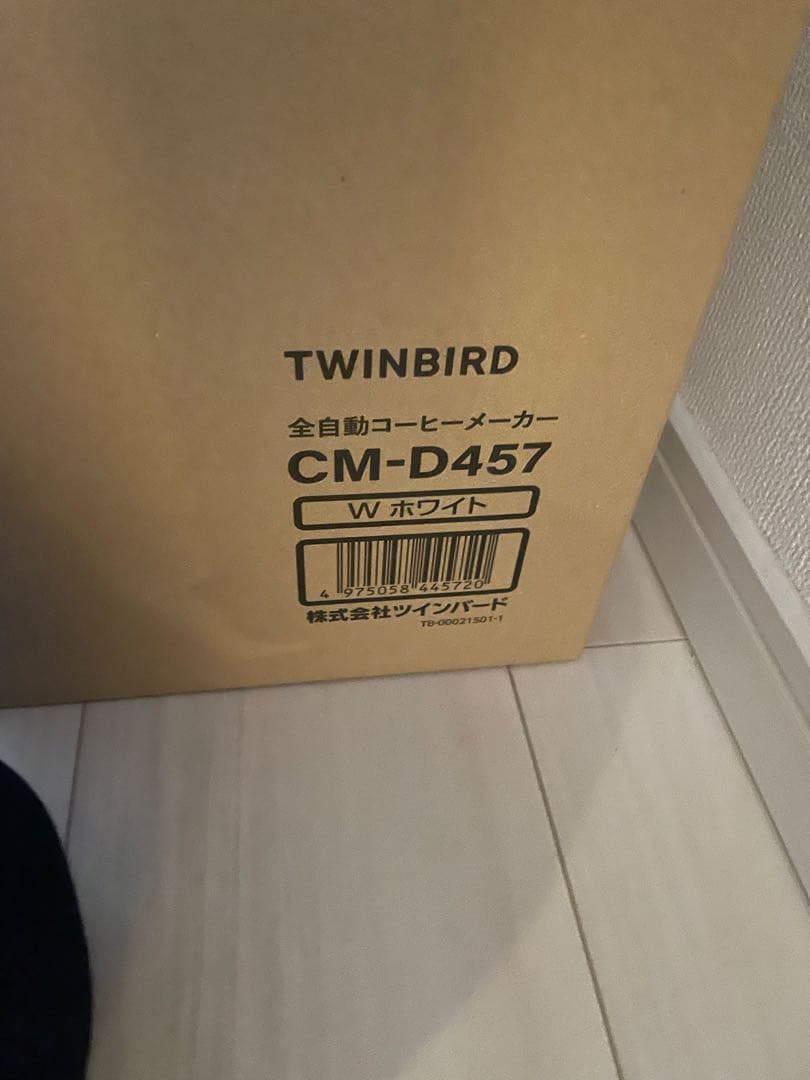 TWINBIRD
全自動コーヒーメーカー
CM-D457
W ホワイト
4 975058 445720
株式会社ツインバード
TB-00021501-1